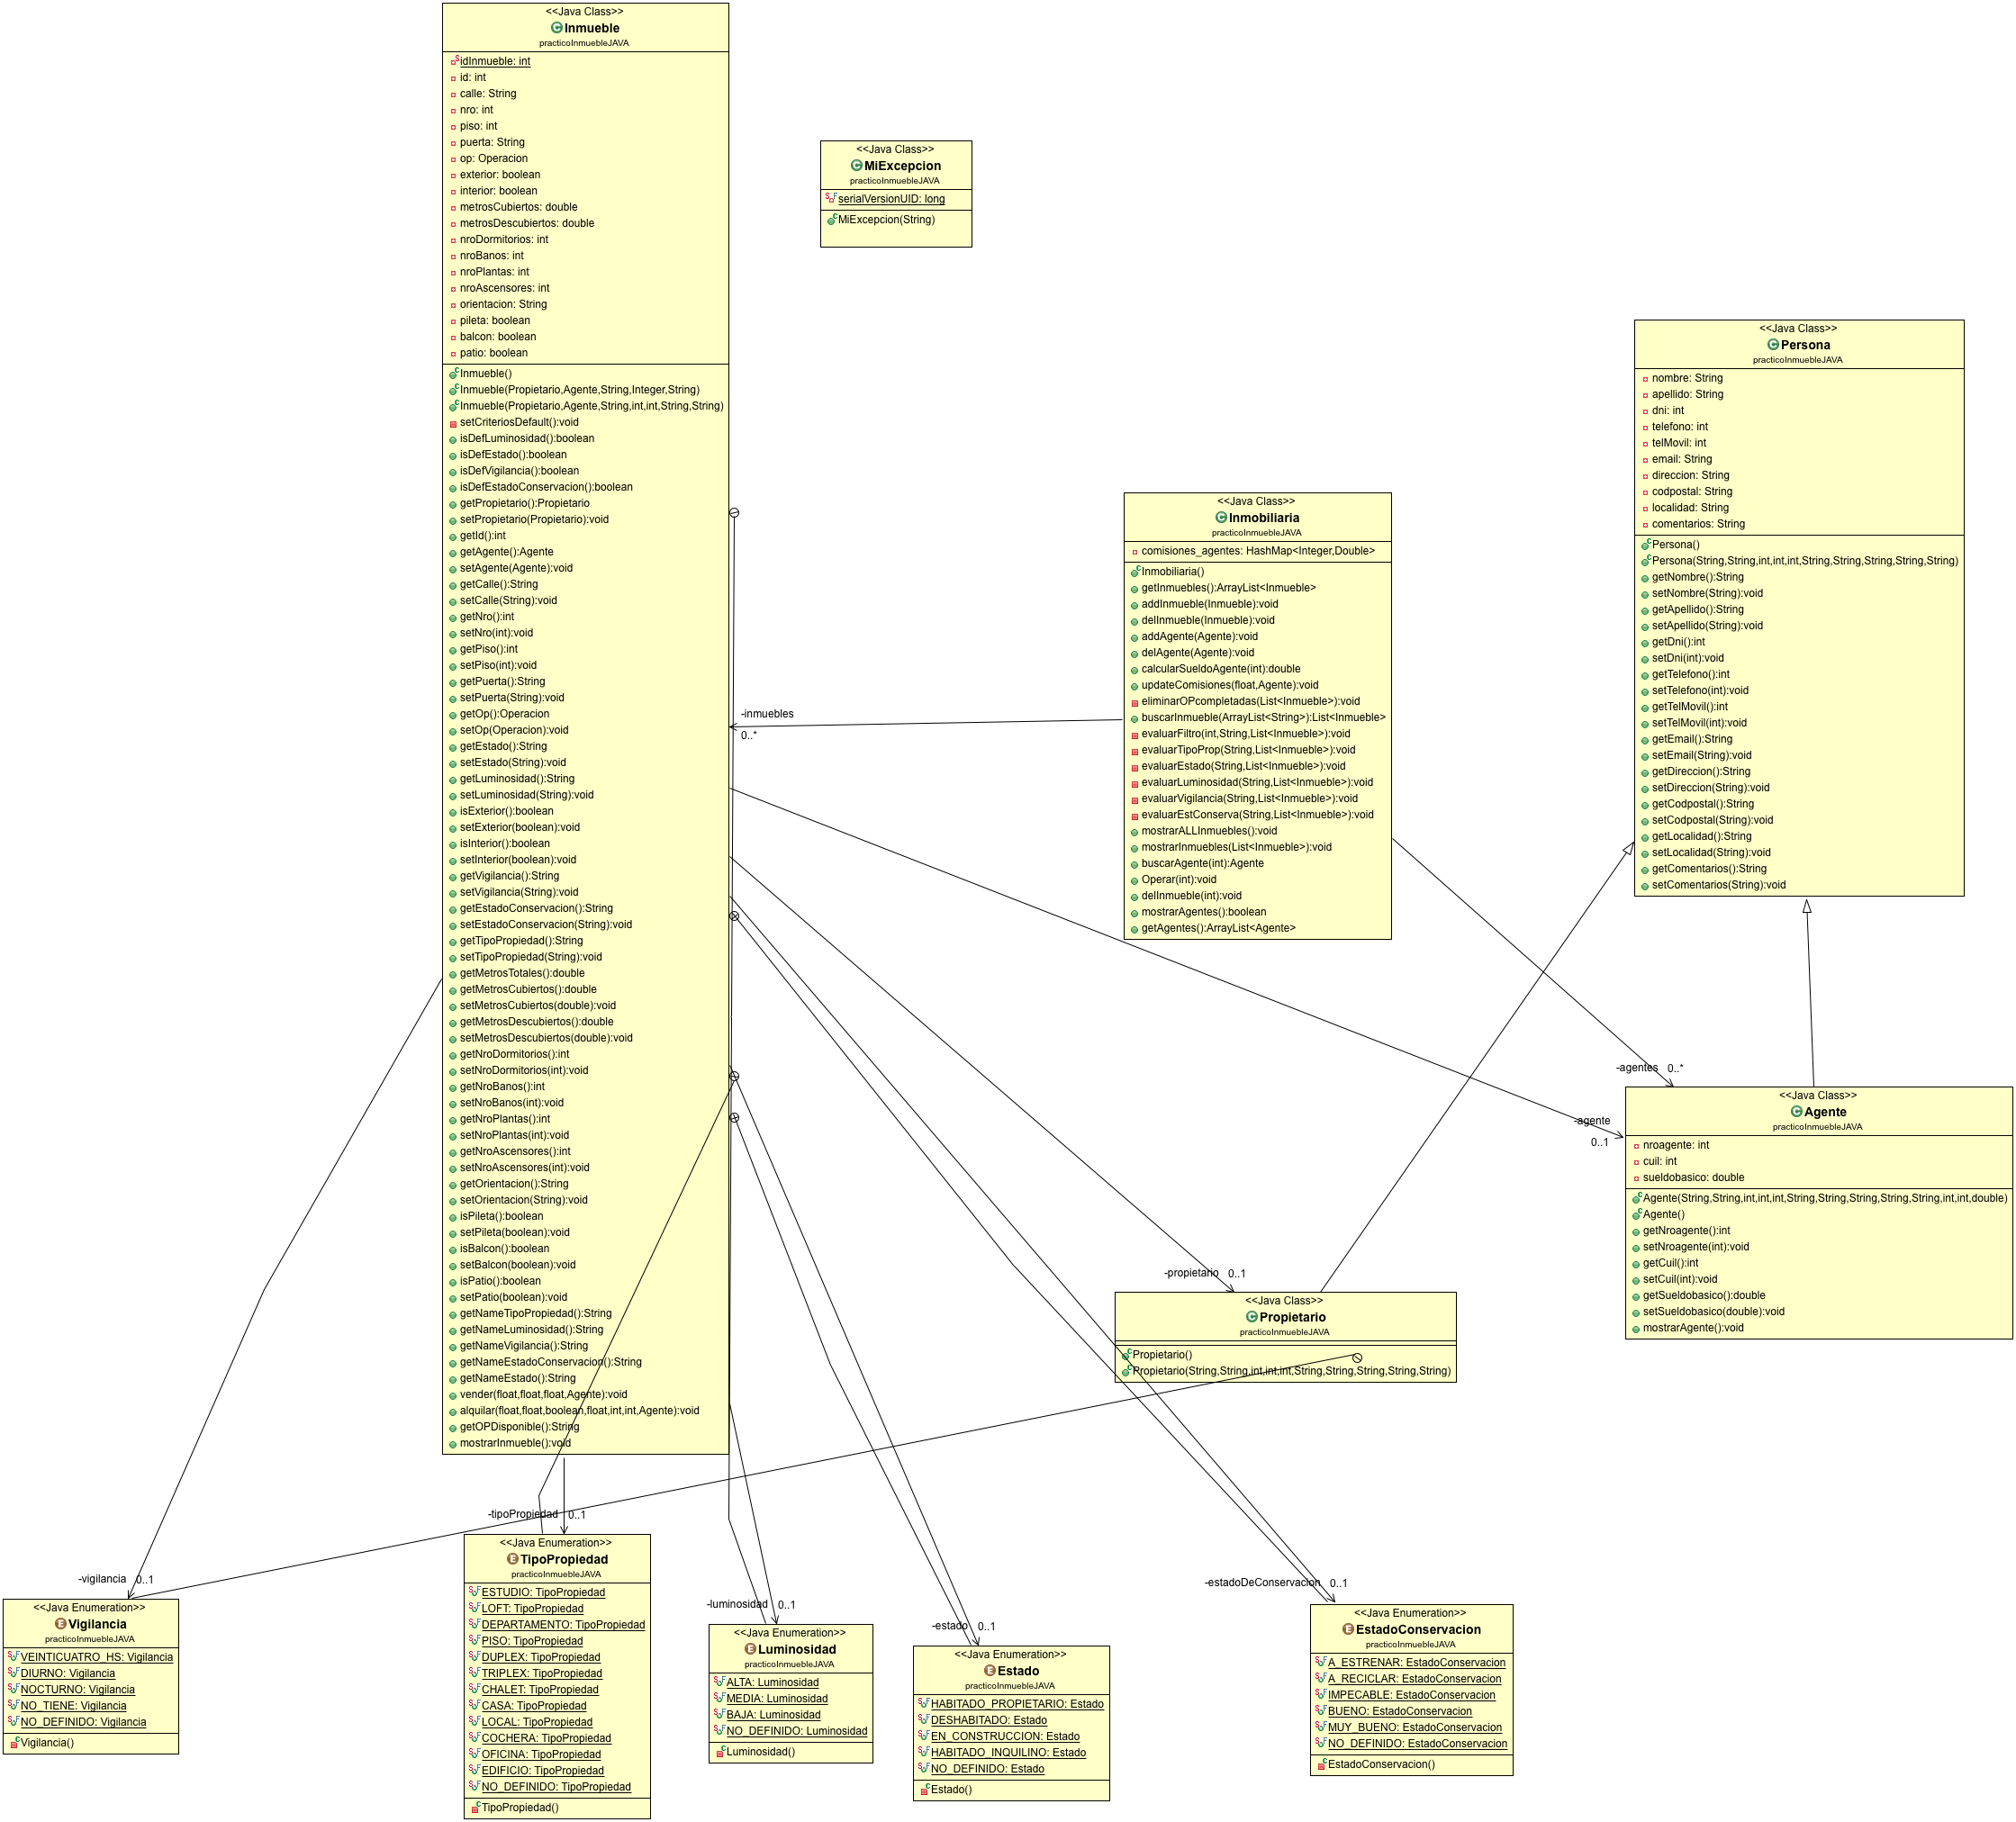 <<Java Class>>
Inmueble
practicoInmuebleJAVA
idInmueble: int
id: int
calle: String
nro: int
piso: int
puerta: String
op: Operacion
exterior: boolean
interior: boolean
metrosCubiertos: double
metrosDescubiertos: double
nroDormitorios: int
nroBanos: int
nroPlantas: int
nroAscensores: int
orientacion: String
pileta: boolean
balcon: boolean
patio: boolean
Inmueble()
Inmueble(Propietario,Agente,String,Integer,String)
Inmueble(Propietario,Agente,String,int,int,String,String)
setCriteriosDefault():void
isDefLuminosidad():boolean
isDefEstado():boolean
isDefVigilancia():boolean
isDefEstadoConservacion():boolean
getPropietario():Propietario
setPropietario(Propietario):void
getId():int
getAgente():Agente
setAgente(Agente):void
getCalle():String
setCalle(String):void
getNro():int
setNro(int):void
getPiso():int
setPiso(int):void
getPuerta():String
setPuerta(String):void
getOp():Operacion
setOp(Operacion):void
getEstado():String
setEstado(String):void
getLuminosidad():String
setLuminosidad(String):void
isExterior():boolean
setExterior(boolean):void
isInterior():boolean
setInterior(boolean):void
getVigilancia():String
setVigilancia(String):void
getEstadoConservacion():String
setEstadoConservacion(String):void
getTipoPropiedad():String
setTipoPropiedad(String):void
getMetrosTotales():double
getMetrosCubiertos():double
setMetrosCubiertos(double):void
getMetrosDescubiertos():double
setMetrosDescubiertos(double):void
getNroDormitorios():int
setNroDormitorios(int):void
getNroBanos():int
setNroBanos(int):void
getNroPlantas():int
setNroPlantas(int):void
getNroAscensores():int
setNroAscensores(int):void
getOrientacion():String
setOrientacion(String):void
isPileta():boolean
setPileta(boolean):void
isBalcon():boolean
setBalcon(boolean):void
isPatio():boolean
setPatio(boolean):void
getNameTipoPropiedad():String
getNameLuminosidad():String
getNameVigilancia():String
getNameEstadoConservacion():String
getNameEstado():String
vender(float,float,float,Agente):void
alquilar(float,float,boolean,float,int,int,Agente):void
getOPDisponible():String
mostrarInmueble():void
<<Java Class>>
MiExcepcion
practicoInmuebleJAVA
serialVersionUID: long
MiExcepcion(String)
<<Java Class>>
Inmobiliaria
practicoInmuebleJAVA
comisiones_agentes: HashMap<Integer,Double>
Inmobiliaria()
getInmuebles():ArrayList<Inmueble>
addInmueble(Inmueble):void
delInmueble(Inmueble):void
addAgente(Agente):void
delAgente(Agente):void
calcularSueldoAgente(int):double
updateComisiones(float,Agente):void
eliminarOPcompletadas(List<Inmueble>):void
buscarInmueble(ArrayList<String>):List<Inmueble>
evaluarFiltro(int,String,List<Inmueble>):void
evaluarTipoProp(String,List<Inmueble>):void
evaluarEstado(String,List<Inmueble>):void
evaluarLuminosidad(String,List<Inmueble>):void
evaluarVigilancia(String,List<Inmueble>):void
evaluarEstConserva(String,List<Inmueble>):void
mostrarALLInmuebles():void
mostrarInmuebles(List<Inmueble>):void
buscarAgente(int):Agente
Operar(int):void
delInmueble(int):void
mostrarAgentes():boolean
getAgentes():ArrayList<Agente>
-inmuebles
0..*
<<Java Class>>
Persona
practicoInmuebleJAVA
nombre: String
apellido: String
dni: int
telefono: int
telMovil: int
email: String
direccion: String
codpostal: String
localidad: String
comentarios: String
Persona()
Persona(String,String,int,int,int,String,String,String,String,String)
getNombre():String
setNombre(String):void
getApellido():String
setApellido(String):void
getDni():int
setDni(int):void
getTelefono():int
setTelefono(int):void
getTelMovil():int
setTelMovil(int):void
getEmail():String
setEmail(String):void
getDireccion():String
setDireccion(String):void
getCodpostal():String
setCodpostal(String):void
getLocalidad():String
setLocalidad(String):void
getComentarios():String
setComentarios(String):void
-agentes 0..*
-agente
0..1
<<Java Class>>
Agente
practicoInmuebleJAVA
nroagente: int
cuil: int
sueldobasico: double
Agente(String,String,int,int,int,String,String,String,String,String,int,int,double)
Agente()
getNroagente():int
setNroagente(int):void
getCuil():int
setCuil(int):void
getSueldobasico():double
setSueldobasico(double):void
mostrarAgente():void
-propietario 0..1
<<Java Class>>
Propietario
practicoInmuebleJAVA
Propietario()
Propietario(String,String,int,int,int,String,String,String,String,String)
-vigilancia 0..1
<<Java Enumeration>>
Vigilancia
practicoInmuebleJAVA
VEINTICUATRO_HS: Vigilancia
DIURNO: Vigilancia
NOCTURNO: Vigilancia
NO_TIENE: Vigilancia
NO_DEFINIDO: Vigilancia
Vigilancia()
-tipoPropiedad 0..1
<<Java Enumeration>>
TipoPropiedad
practicoInmuebleJAVA
ESTUDIO: TipoPropiedad
LOFT: TipoPropiedad
DEPARTAMENTO: TipoPropiedad
PISO: TipoPropiedad
DUPLEX: TipoPropiedad
TRIPLEX: TipoPropiedad
CHALET: TipoPropiedad
CASA: TipoPropiedad
LOCAL: TipoPropiedad
COCHERA: TipoPropiedad
OFICINA: TipoPropiedad
EDIFICIO: TipoPropiedad
NO_DEFINIDO: TipoPropiedad
TipoPropiedad()
-luminosidad 0..1
<<Java Enumeration>>
Luminosidad
practicoInmuebleJAVA
ALTA: Luminosidad
MEDIA: Luminosidad
BAJA: Luminosidad
NO_DEFINIDO: Luminosidad
Luminosidad()
-estado 0..1
<<Java Enumeration>>
Estado
practicoInmuebleJAVA
HABITADO_PROPIETARIO: Estado
DESHABITADO: Estado
EN_CONSTRUCCION: Estado
HABITADO_INQUILINO: Estado
NO_DEFINIDO: Estado
Estado()
-estadoDeConservacion 0..1
<<Java Enumeration>>
EstadoConservacion
practicoInmuebleJAVA
A_ESTRENAR: EstadoConservacion
A_RECICLAR: EstadoConservacion
IMPECABLE: EstadoConservacion
BUENO: EstadoConservacion
MUY_BUENO: EstadoConservacion
NO_DEFINIDO: EstadoConservacion
EstadoConservacion()